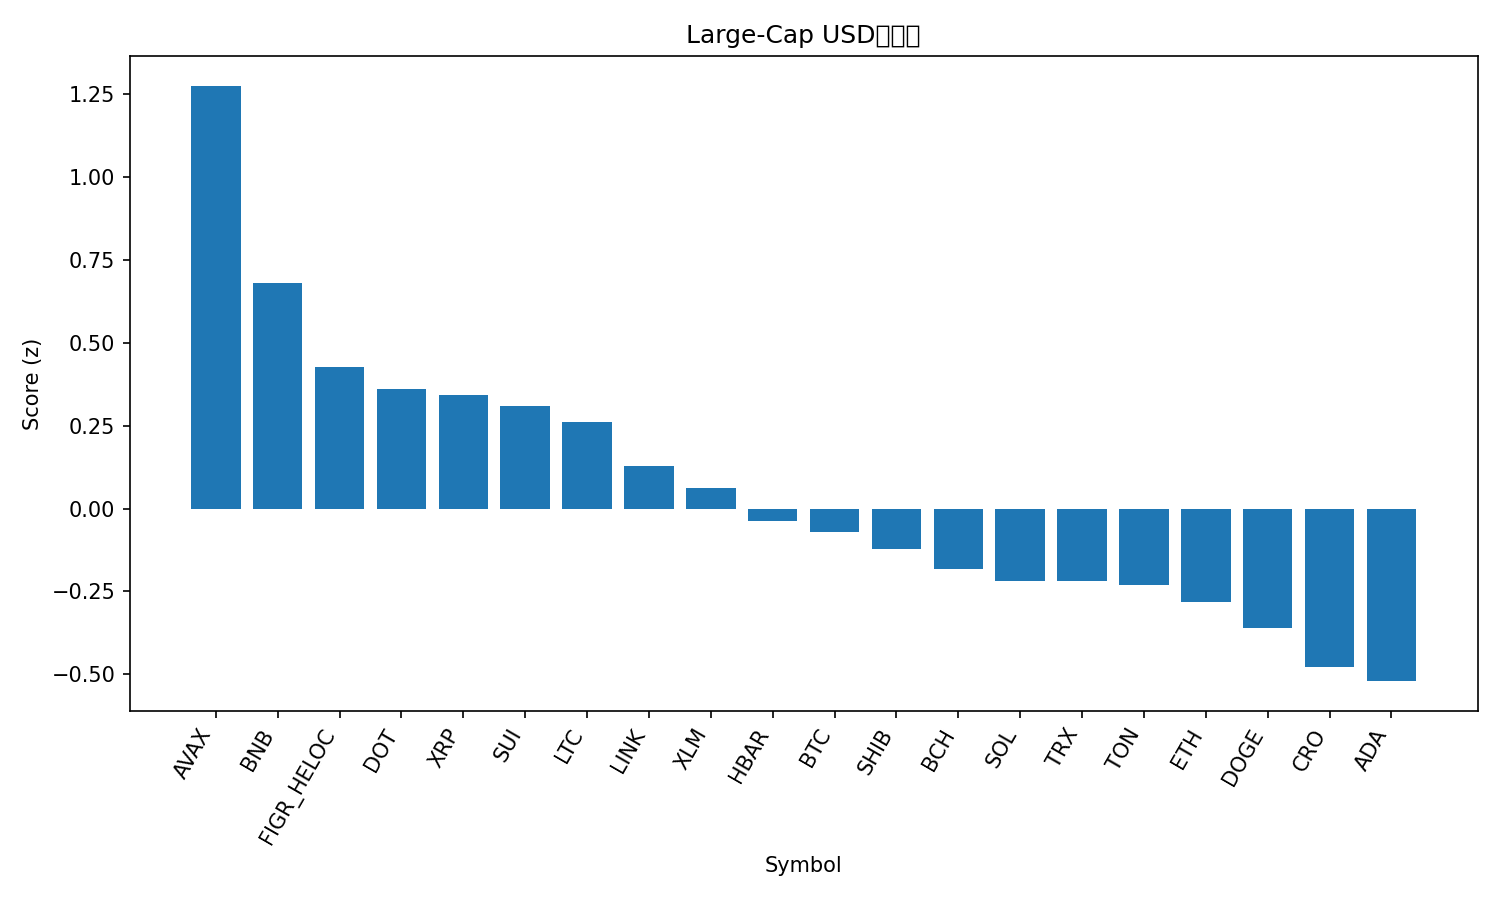 Large-Cap USD
Score (z)
1.25
1.00
0.75
0.50
0.25
0.00
−0.25
−0.50
AVAX
BNB
FIGR_HELOC
DOT
XRP
SUI
LTC
LINK
XLM
HBAR
BTC
SHIB
BCH
SOL
TRX
TON
ETH
DOGE
CRO
ADA
Symbol